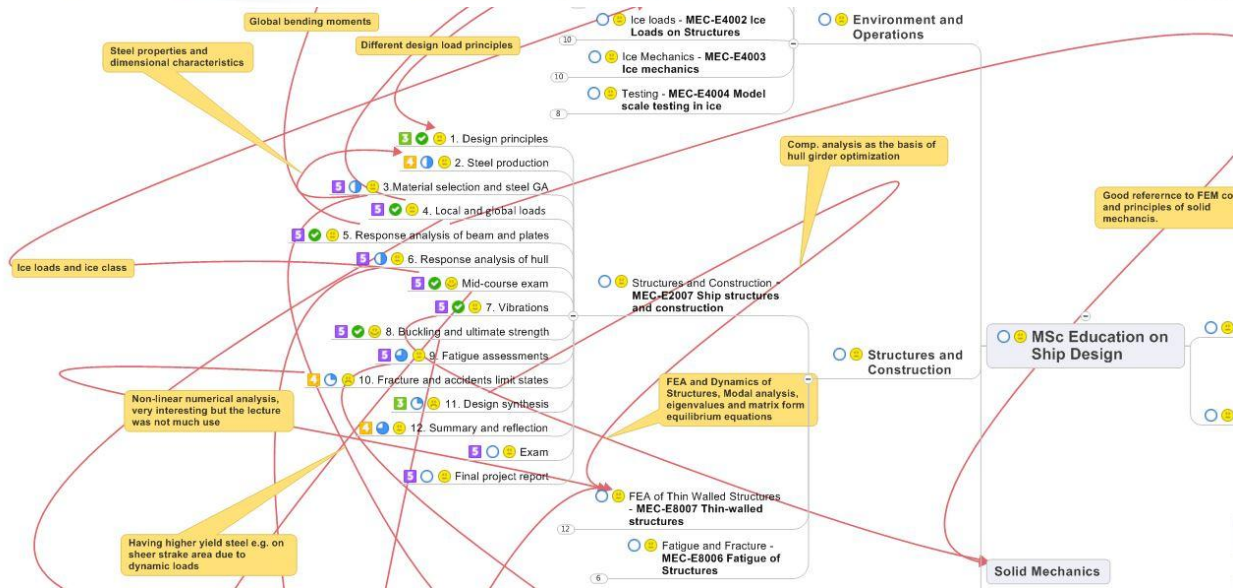 Global bending moments
Different design load principles
Steel properties and
dimensional characteristics
Ice loads and ice class
Non-linear numerical analysis,
very interesting but the lecture
was not much use
Having higher yield steel e.g. on
sheer strake area due to
dynamic loads
Ice loads - MEC-E4002 Ice
Loads on Structures
10
Ice Mechanics - MEC-E4003
Ice mechanics
10
Testing - MEC-E4004 Model
scale testing in ice
8
Environment and
Operations
3 1. Design principles
4 2. Steel production
5 3.Material selection and steel GA
5 4. Local and global loads
5 5. Response analysis of beam and plates
5 6. Response analysis of hull
5 Mid-course exam
5 7. Vibrations
5 8. Buckling and ultimate strength
5 9. Fatigue assessments
4 10. Fracture and accidents limit states
3 11. Design synthesis
4 12. Summary and reflection
5 Exam
5 Final project report
Structures and Construction -
MEC-E2007 Ship structures
and construction
Comp. analysis as the basis of
hull girder optimization
FEA and Dynamics of
Structures, Modal analysis,
eigenvalues and matrix form
equilibrium equations
FEA of Thin Walled Structures
- MEC-E8007 Thin-walled
structures
12
Fatigue and Fracture -
MEC-E8006 Fatigue of
Structures
6
Structures and
Construction
MSc Education on
Ship Design
Good referernce to FEM co
and principles of solid
mechancis.
Solid Mechanics